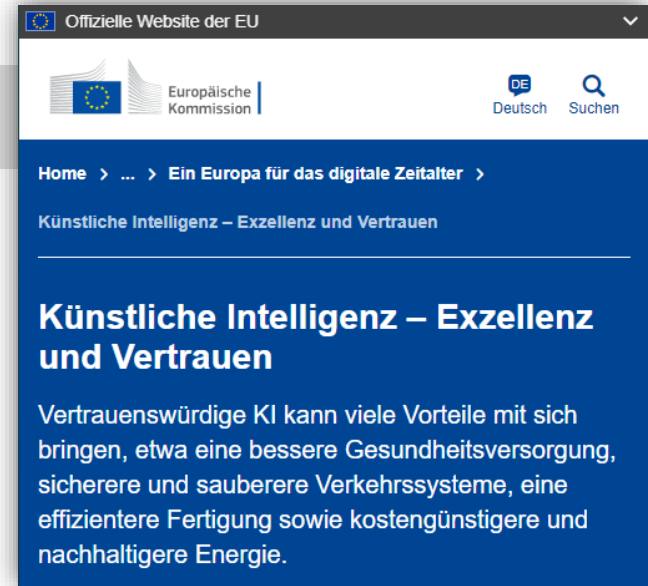 Offizielle Website der EU
Europäische
Kommission
DE
Deutsch
Suchen
Home > ... > Ein Europa für das digitale Zeitalter >
Künstliche Intelligenz – Exzellenz und Vertrauen
Künstliche Intelligenz – Exzellenz
und Vertrauen
Vertrauenswürdige KI kann viele Vorteile mit sich
bringen, etwa eine bessere Gesundheitsversorgung,
sicherere und sauberere Verkehrssysteme, eine
effizientere Fertigung sowie kostengünstigere und
nachhaltigere Energie.